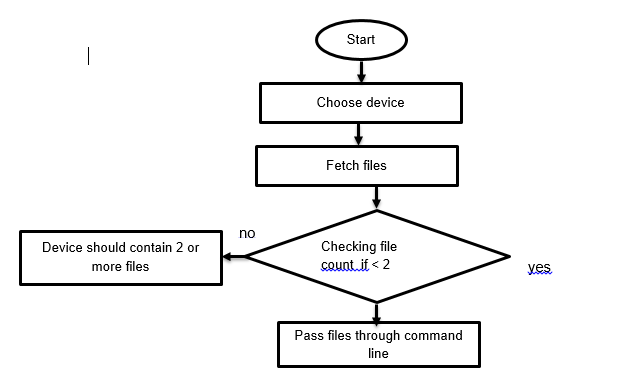 Start
Choose device
Fetch files
no
Device should contain 2 or
more files
Checking file
count if < 2
yes
Pass files through command
line